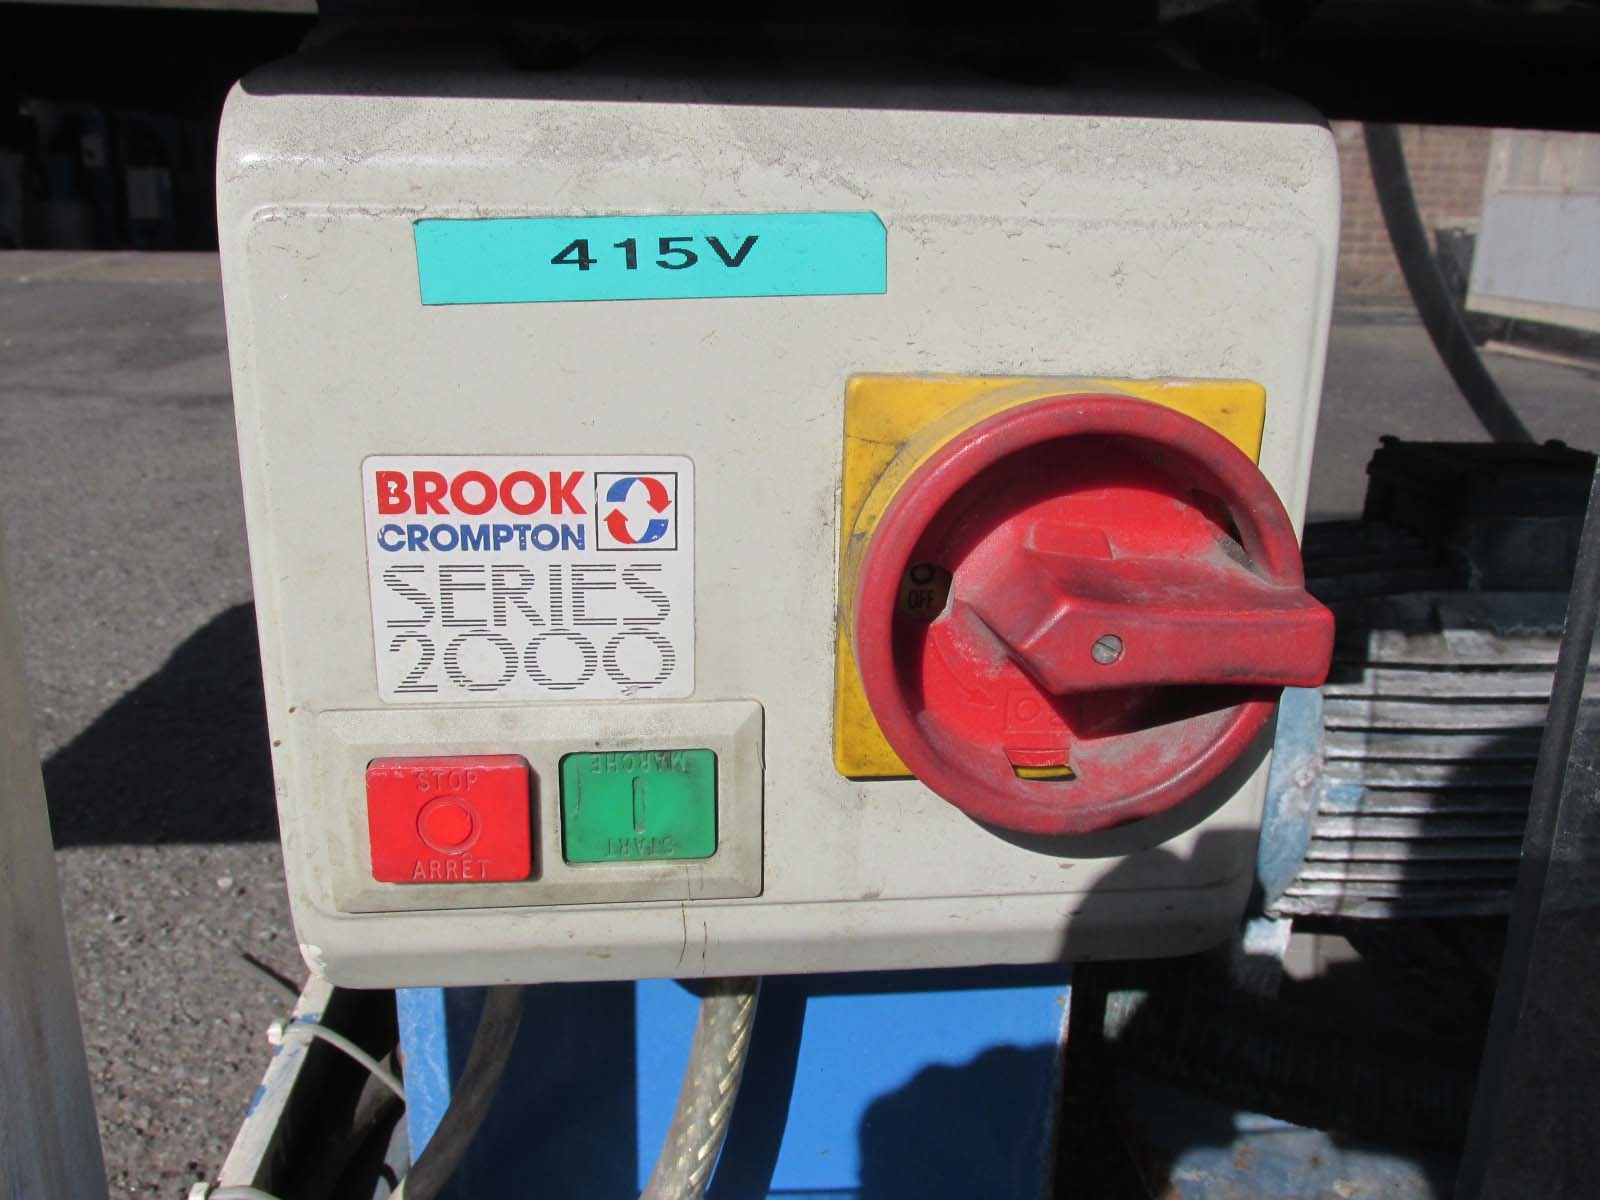 415V
BROOK
CROMPTON
SERIES
2000
O
OFF
STOP
ARRÊT
MARCHE
I
START